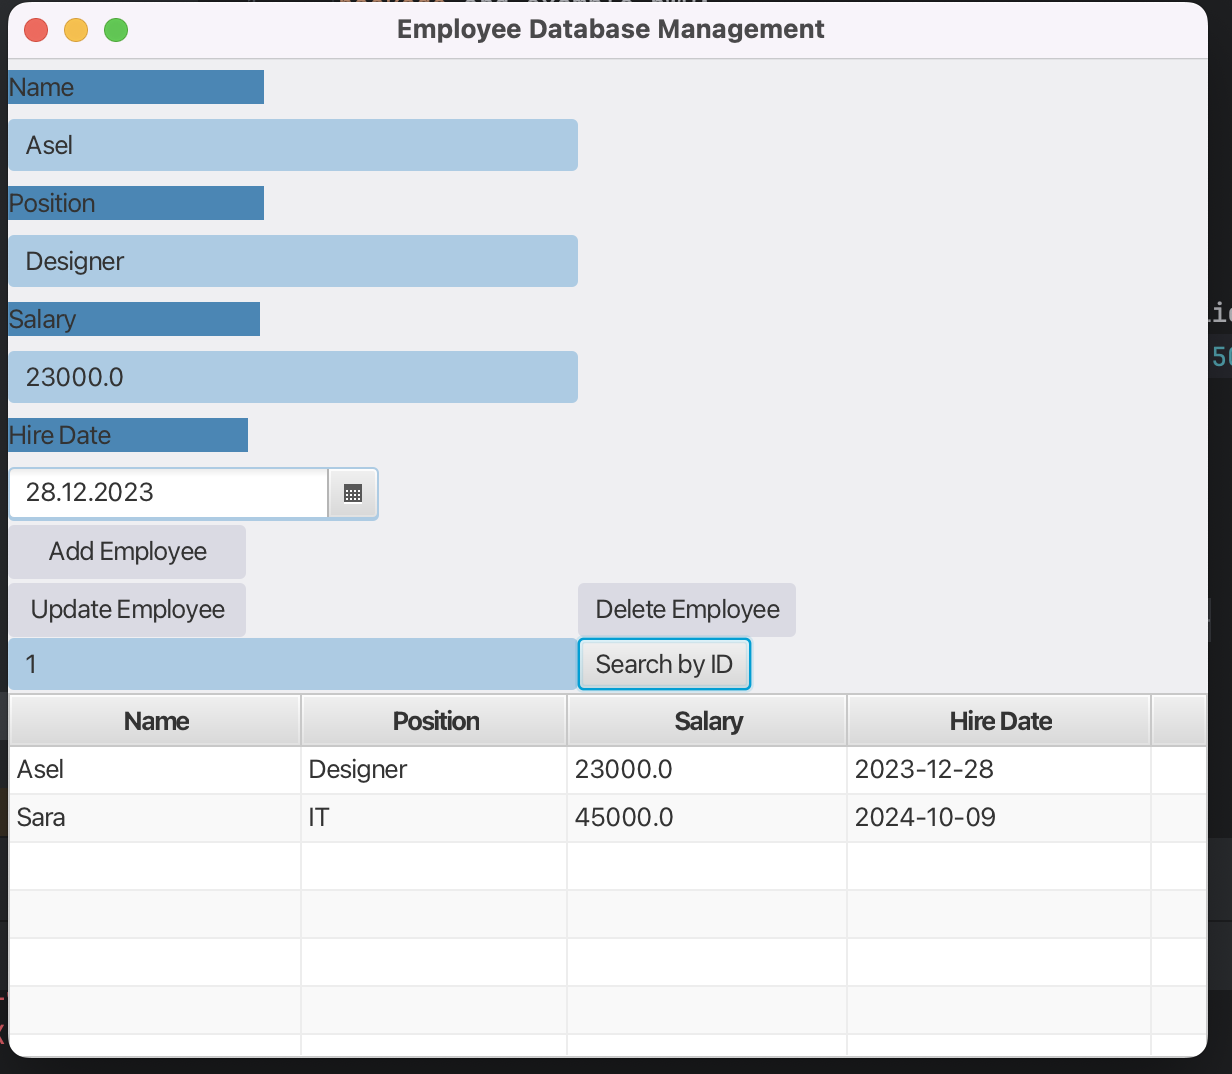 Employee Database Management
Name
Asel
Position
Designer
Salary
23000.0
Hire Date
28.12.2023
Add Employee
Update Employee Delete Employee
1 Search by ID
Name Position Salary Hire Date
Asel Designer 23000.0 2023-12-28
Sara IT 45000.0 2024-10-09